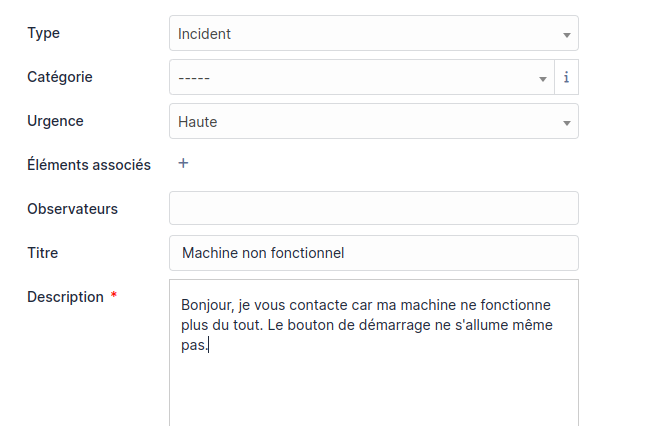 Type
Incident
Catégorie
-----
i
Urgence
Haute
Éléments associés
+
Observateurs
Titre
Machine non fonctionnel
Description *
Bonjour, je vous contacte car ma machine ne fonctionne
plus du tout. Le bouton de démarrage ne s'allume même
pas.